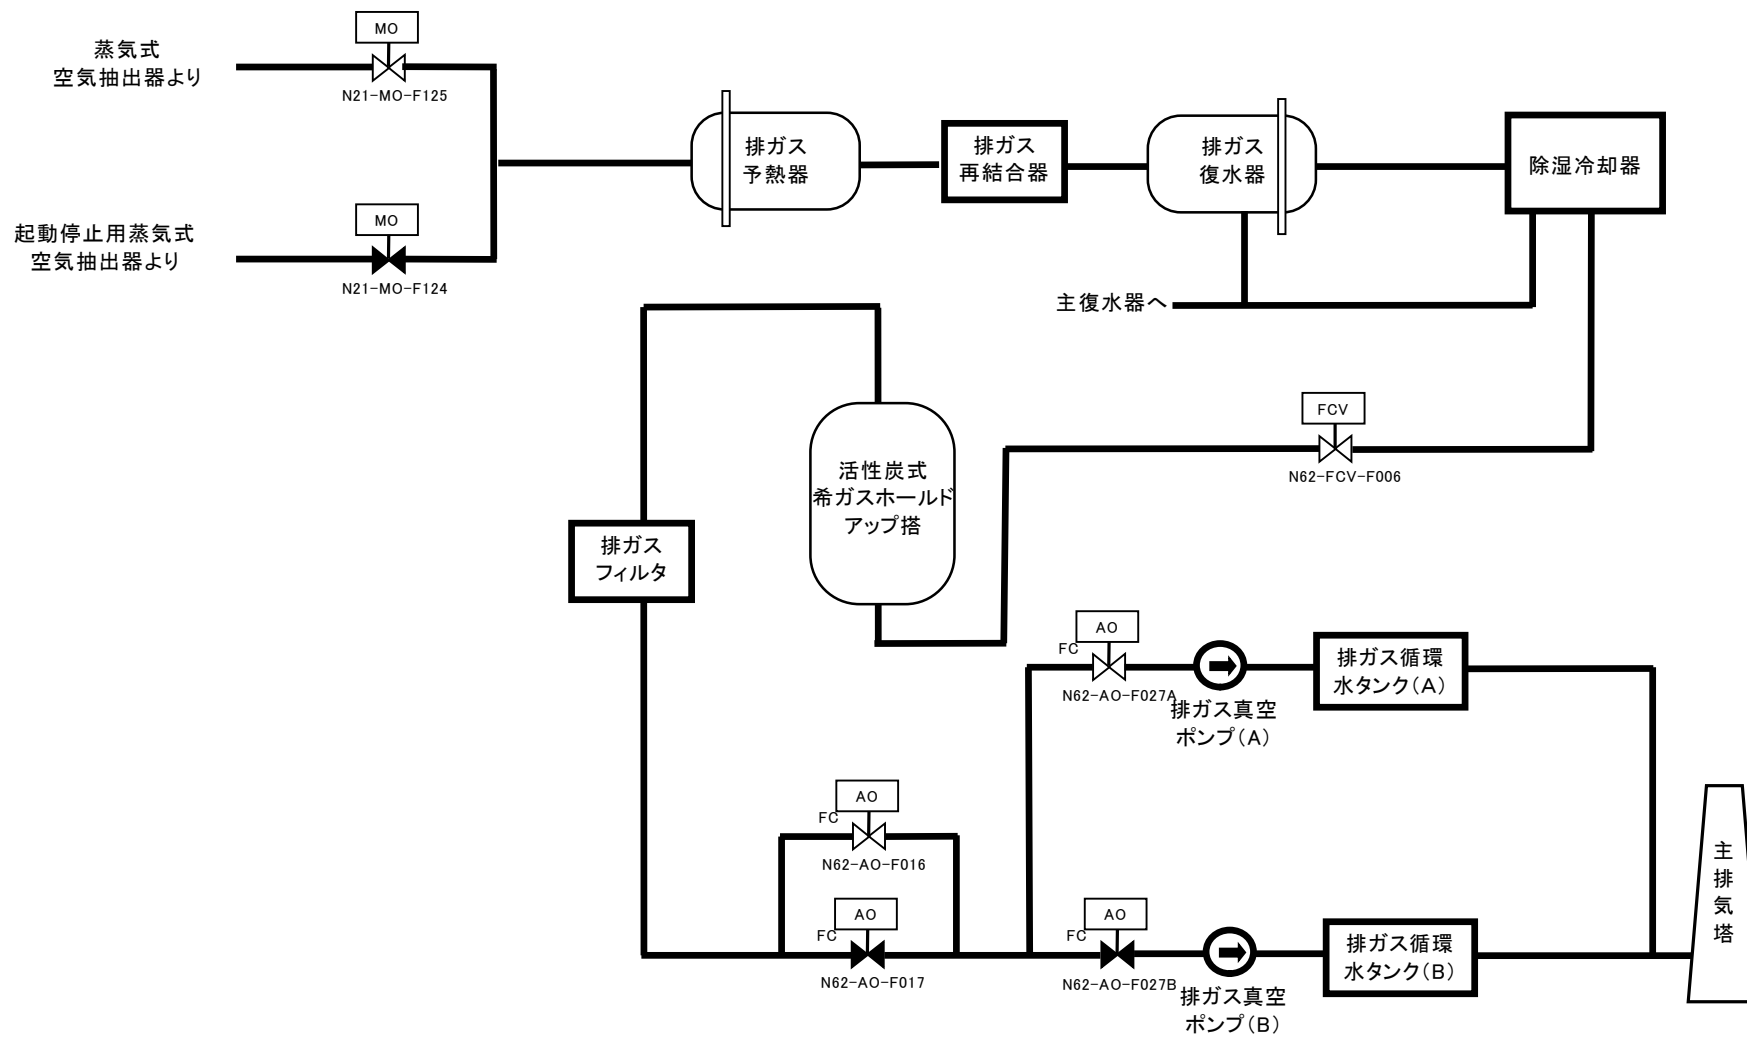 蒸気式
空気抽出器より
MO
N21-MO-F125
起動停止用蒸気式
空気抽出器より
MO
N21-MO-F124
排ガス
予熱器
排ガス
再結合器
排ガス
復水器
除湿冷却器
主復水器へ
FCV
N62-FCV-F006
活性炭式
希ガスホールド
アップ塔
排ガス
フィルタ
AO
FC
N62-AO-F027A
排ガス真空
ポンプ(A)
排ガス循環
水タンク(A)
AO
FC
N62-AO-F016
AO
FC
N62-AO-F017
AO
FC
N62-AO-F027B
排ガス真空
ポンプ(B)
排ガス循環
水タンク(B)
主
排
気
塔